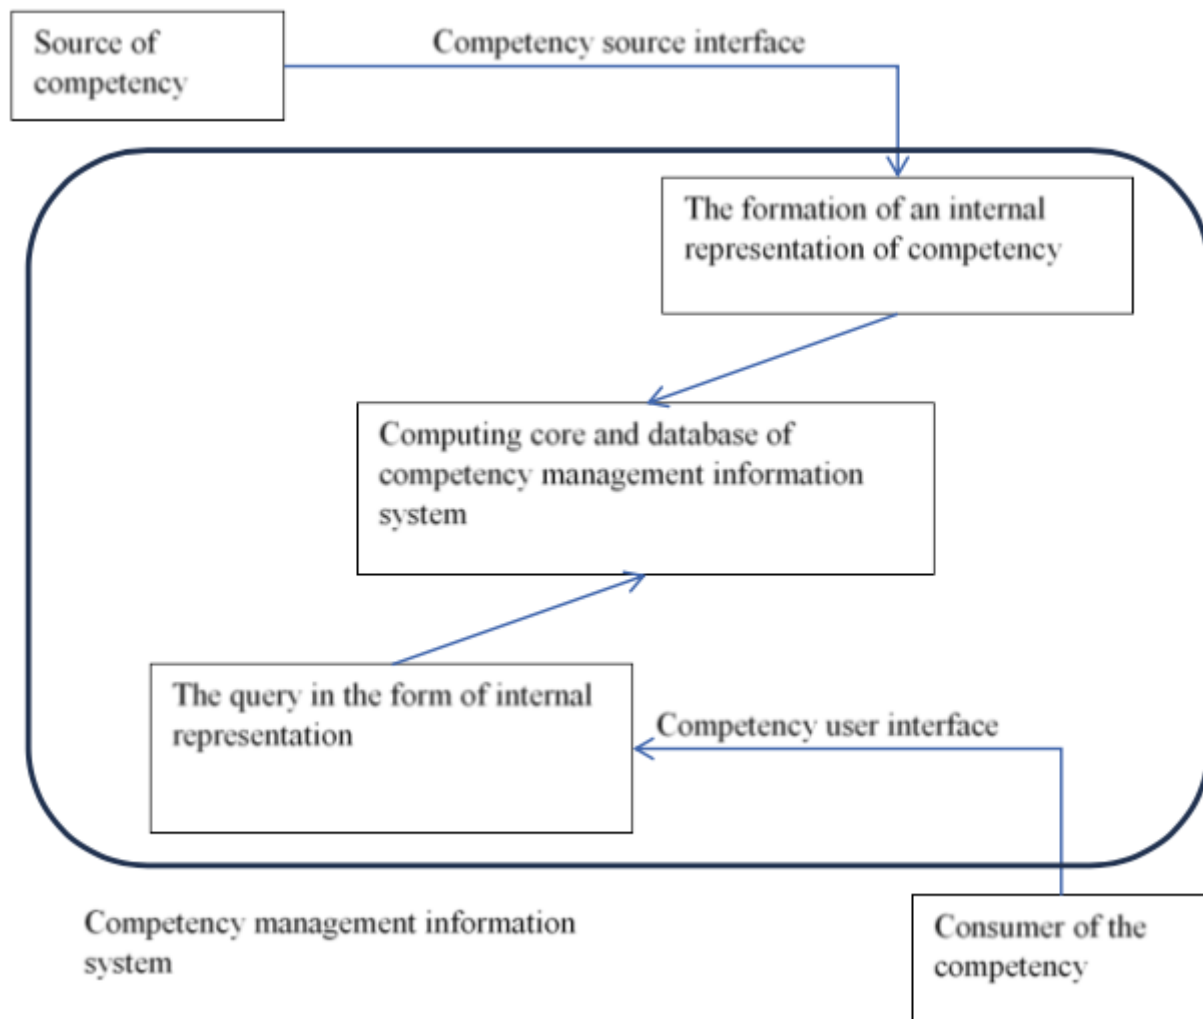 Source of
competency
Competency source interface
The formation of an internal
representation of competency
Computing core and database of
competency management information
system
The query in the form of internal
representation
Competency user interface
Competency management information
system
Consumer of the
competency